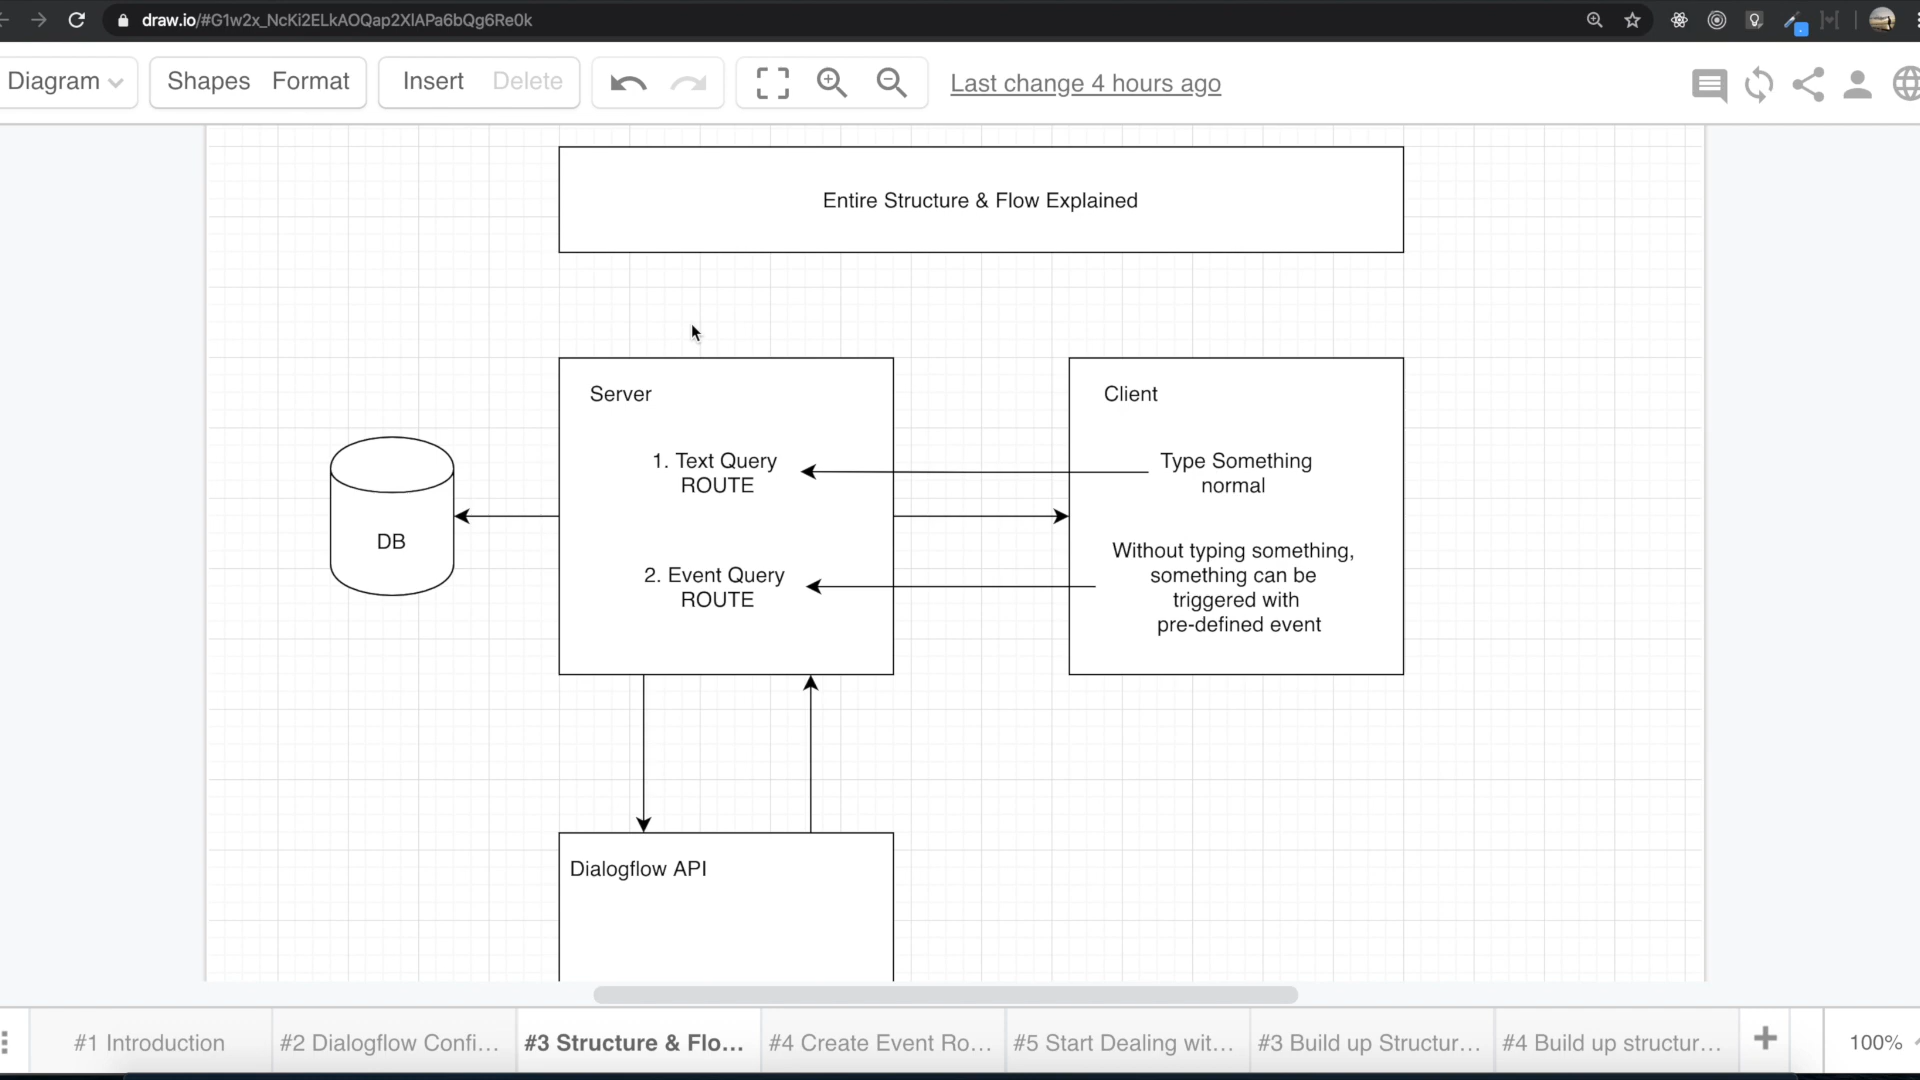 draw.io/#G1w2x_NcKi2ELkAOQap2XIAPa6bQg6Re0k
Diagram
Shapes Format
Insert Delete
Last change 4 hours ago
Entire Structure & Flow Explained
Server
Client
1. Text Query
ROUTE
Type Something
normal
DB
2. Event Query
ROUTE
Without typing something,
something can be
triggered with
pre-defined event
Dialogflow API
#1 Introduction
#2 Dialogflow Confi...
#3 Structure & Flo...
#4 Create Event Ro...
#5 Start Dealing wit...
#3 Build up Structur...
#4 Build up structur...
100%